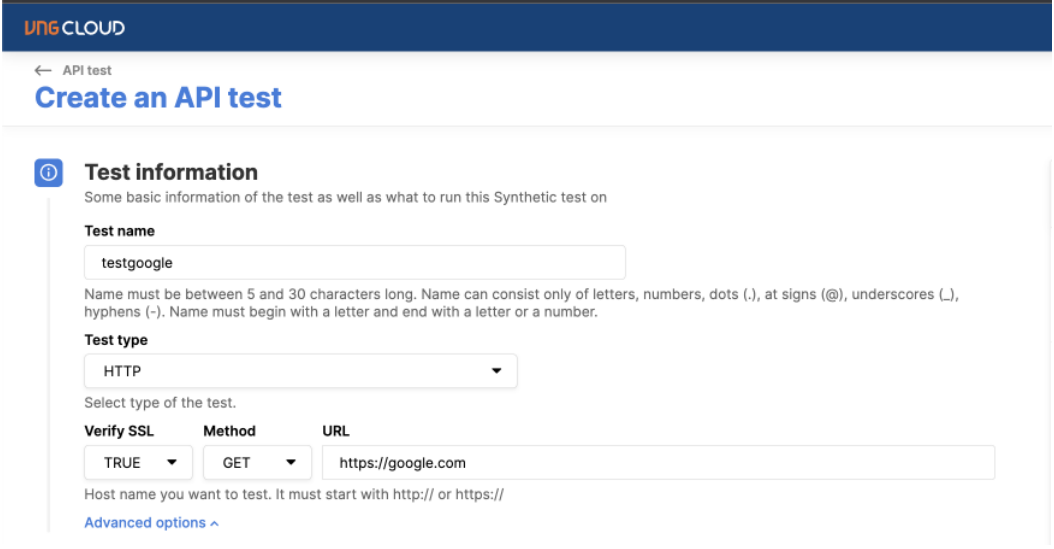 VNG CLOUD
← API test
Create an API test
Test information
Some basic information of the test as well as what to run this Synthetic test on
Test name
testgoogle
Name must be between 5 and 30 characters long. Name can consist only of letters, numbers, dots (.), at signs (@), underscores (_),
hyphens (-). Name must begin with a letter and end with a letter or a number.
Test type
HTTP
Select type of the test.
Verify SSL Method URL
TRUE GET https://google.com
Host name you want to test. It must start with http:// or https://
Advanced options